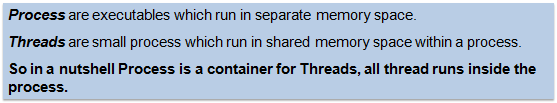 Process are executables which run in separate memory space.
Threads are small process which run in shared memory space within a process.
So in a nutshell Process is a container for Threads, all thread runs inside the
process.